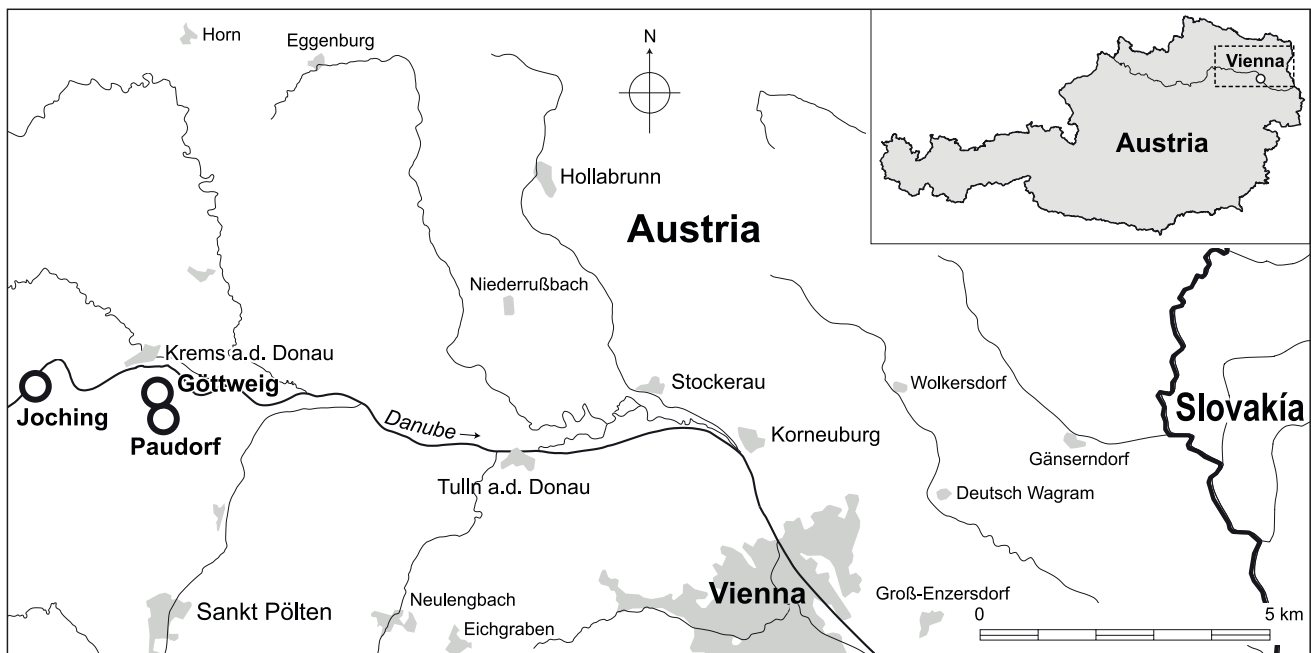 Horn
Eggenburg
N
Vienna
Austria
Hollabrunn
Austria
Niederrußbach
Krems a.d. Donau
Göttweig
Joching
Paudorf
Danube →
Stockerau
Wolkersdorf
Slovakía
Korneuburg
Gänserndorf
Tulln a.d. Donau
Deutsch Wagram
Vienna
Groß-Enzersdorf
Sankt Pölten
Neulengbach
Eichgraben
0 5 km